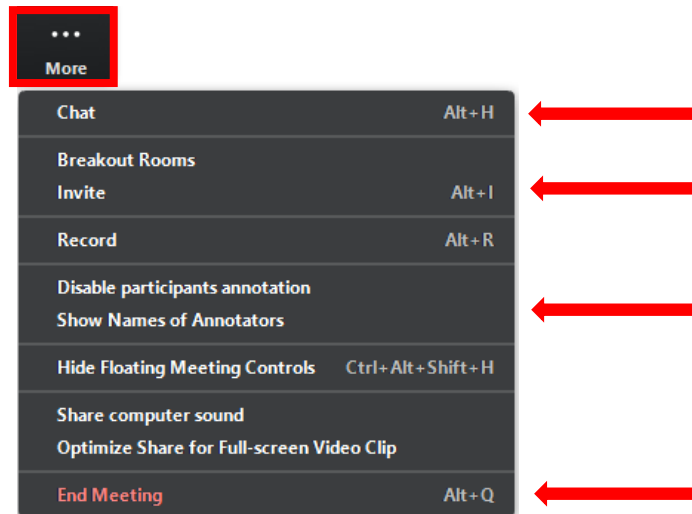 More
Chat Alt+H
Breakout Rooms
Invite Alt+I
Record Alt+R
Disable participants annotation
Show Names of Annotators
Hide Floating Meeting Controls Ctrl+Alt+Shift+H
Share computer sound
Optimize Share for Full-screen Video Clip
End Meeting Alt+Q